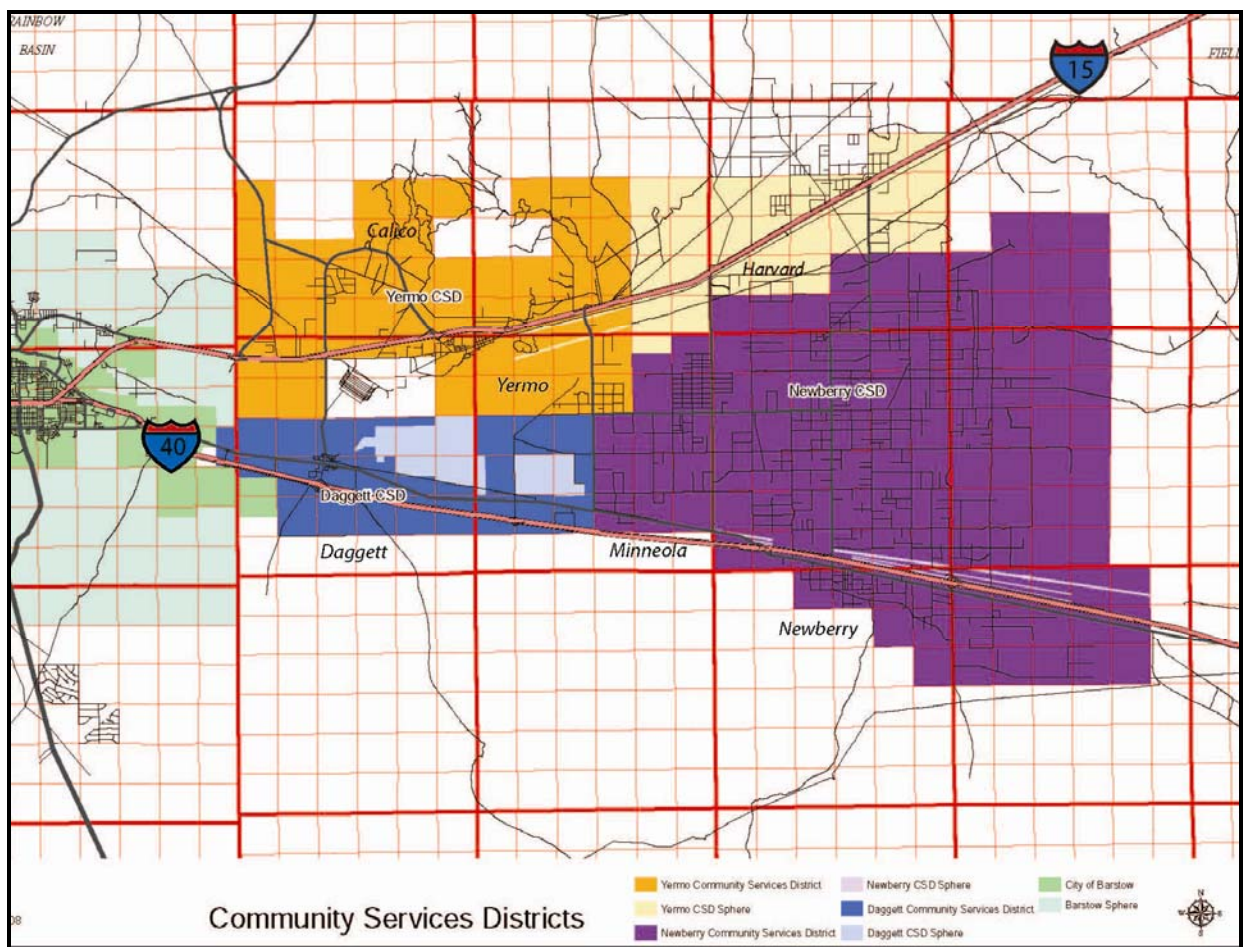 RAINBOW
BASIN
15
FIEL
Calico
Harvard
Yermo CSD
Yermo
Newberry CSD
40
Daggett-CSD
Daggett
Minneola
Newberry
Community Services Districts
Yermo Community Services District
Yermo CSD Sphere
Newberry Community Services District
Newberry CSD Sphere
Daggett Community Services District
Daggett CSD Sphere
City of Barstow
Barstow Sphere
N
W
E
S
08